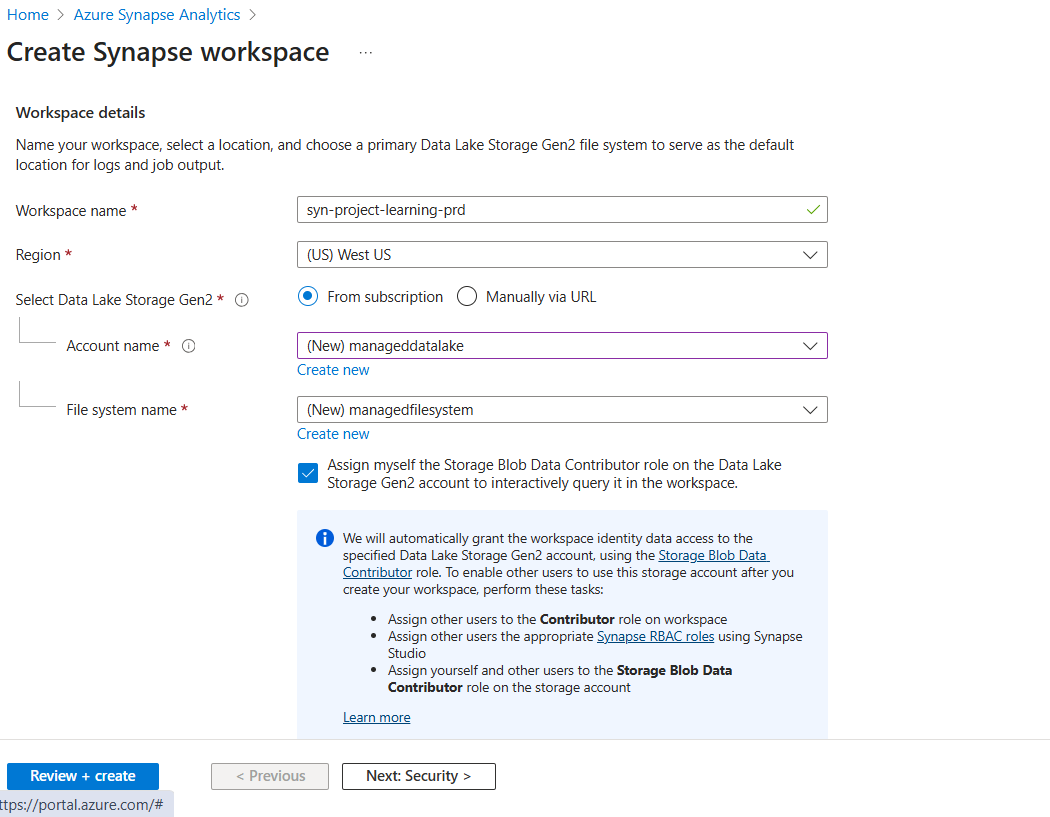 Home > Azure Synapse Analytics >
Create Synapse workspace ...
Workspace details
Name your workspace, select a location, and choose a primary Data Lake Storage Gen2 file system to serve as the default
location for logs and job output.
Workspace name *
syn-project-learning-prd
Region *
(US) West US
Select Data Lake Storage Gen2 *
From subscription
Manually via URL
Account name *
(New) manageddatalake
Create new
File system name *
(New) managedfilesystem
Create new
Assign myself the Storage Blob Data Contributor role on the Data Lake
Storage Gen2 account to interactively query it in the workspace.
We will automatically grant the workspace identity data access to the
specified Data Lake Storage Gen2 account, using the Storage Blob Data
Contributor role. To enable other users to use this storage account after you
create your workspace, perform these tasks:
• Assign other users to the Contributor role on workspace
• Assign other users the appropriate Synapse RBAC roles using Synapse
Studio
• Assign yourself and other users to the Storage Blob Data
Contributor role on the storage account
Learn more
Review + create
< Previous
Next: Security >
ttps://portal.azure.com/#